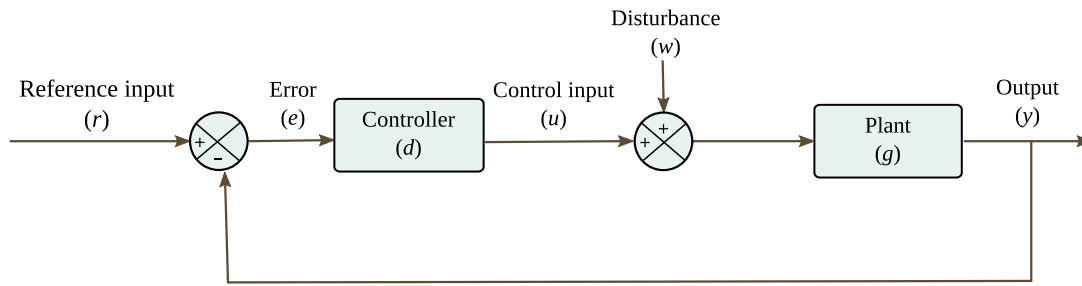 Disturbance
(w)
Reference input
(r)
Error
(e)
Controller
(d)
Control input
(u)
Plant
(g)
Output
(y)
+
−
+
+